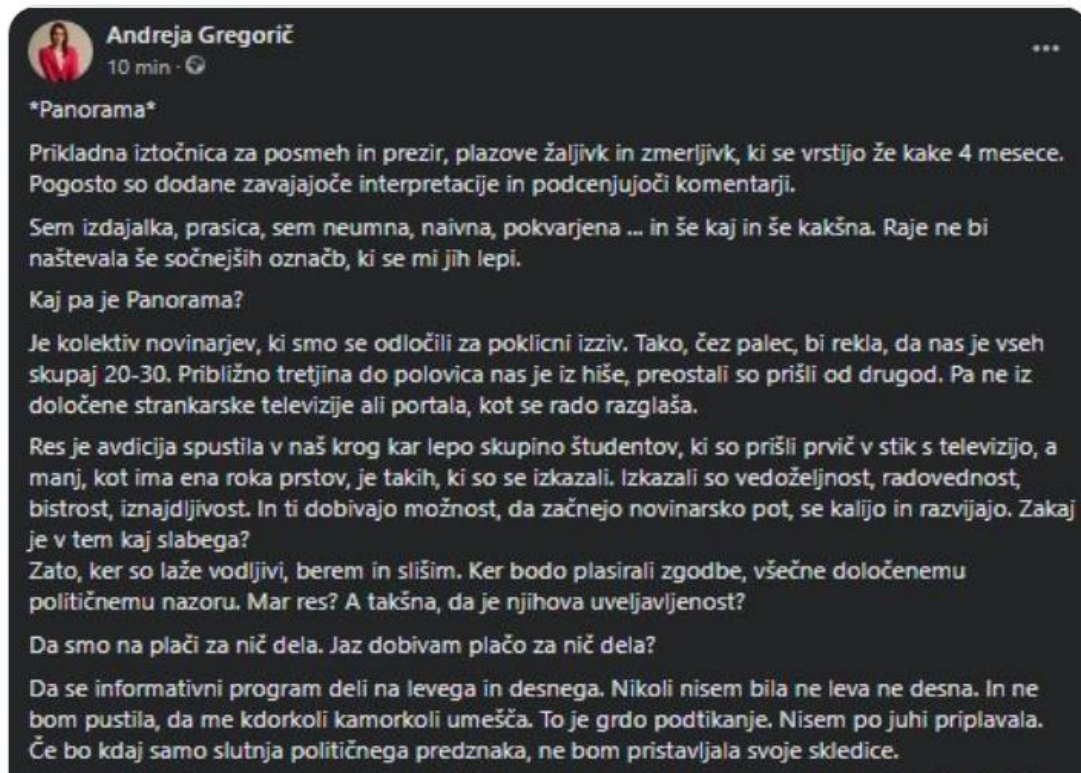 Andreja Gregorič
10 min ·
*Panorama*
Prikladna iztočnica za posmeh in prezir, plazove žaljivk in zmerljivk, ki se vrstijo že kake 4 mesece.
Pogosto so dodane zavajajoče interpretacije in podcenjujoči komentarji.
Sem izdajalka, prasica, sem neumna, naivna, pokvarjena ... in še kaj in še kakšna. Raje ne bi
naštevala še sočnejših označb, ki se mi jih lepi.
Kaj pa je Panorama?
Je kolektiv novinarjev, ki smo se odločili za poklicni izziv. Tako, čez palec, bi rekla, da nas je vseh
skupaj 20-30. Približno tretjina do polovica nas je iz hiše, preostali so prišli od drugod. Pa ne iz
določene strankarske televizije ali portala, kot se rado razglaša.
Res je avdicija spustila v naš krog kar lepo skupino študentov, ki so prišli prvič v stik s televizijo, a
manj, kot ima ena roka prstov, je takih, ki so se izkazali. Izkazali so vedoželjnost, radovednost,
bistrost, iznajdljivost. In ti dobivajo možnost, da začnejo novinarsko pot, se kalijo in razvijajo. Zakaj
je v tem kaj slabega?
Zato, ker so laže vodljivi, berem in slišim. Ker bodo plasirali zgodbe, všečne določenemu
političnemu nazoru. Mar res? A takšna, da je njihova uveljavljenost?
Da smo na plači za nič dela. Jaz dobivam plačo za nič dela?
Da se informativni program deli na levega in desnega. Nikoli nisem bila ne leva ne desna. In ne
bom pustila, da me kdorkoli kamorkoli umešča. To je grdo podtikanje. Nisem po juhi priplavala.
Če bo kdaj samo slutnja političnega predznaka, ne bom pristavljala svoje skledice.